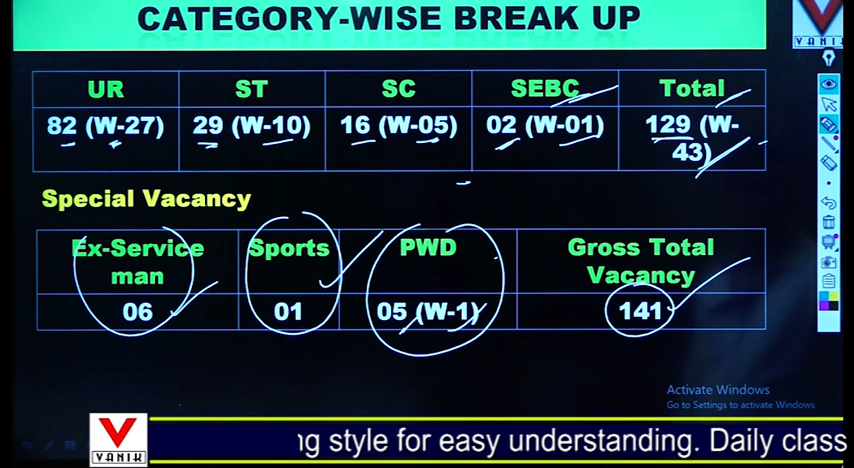 CATEGORY-WISE BREAK UP
VANIK
UR ST SC SEBC Total
82 (W-27) 29 (W-10) 16 (W-05) 02 (W-01) 129 (W-
43)
Special Vacancy
Ex-Service Sports PWD Gross Total
man Vacancy
06 01 05 (W-1) 141
Activate Windows
Go to Settings to activate Windows.
ng style for easy understanding. Daily class
VANIK